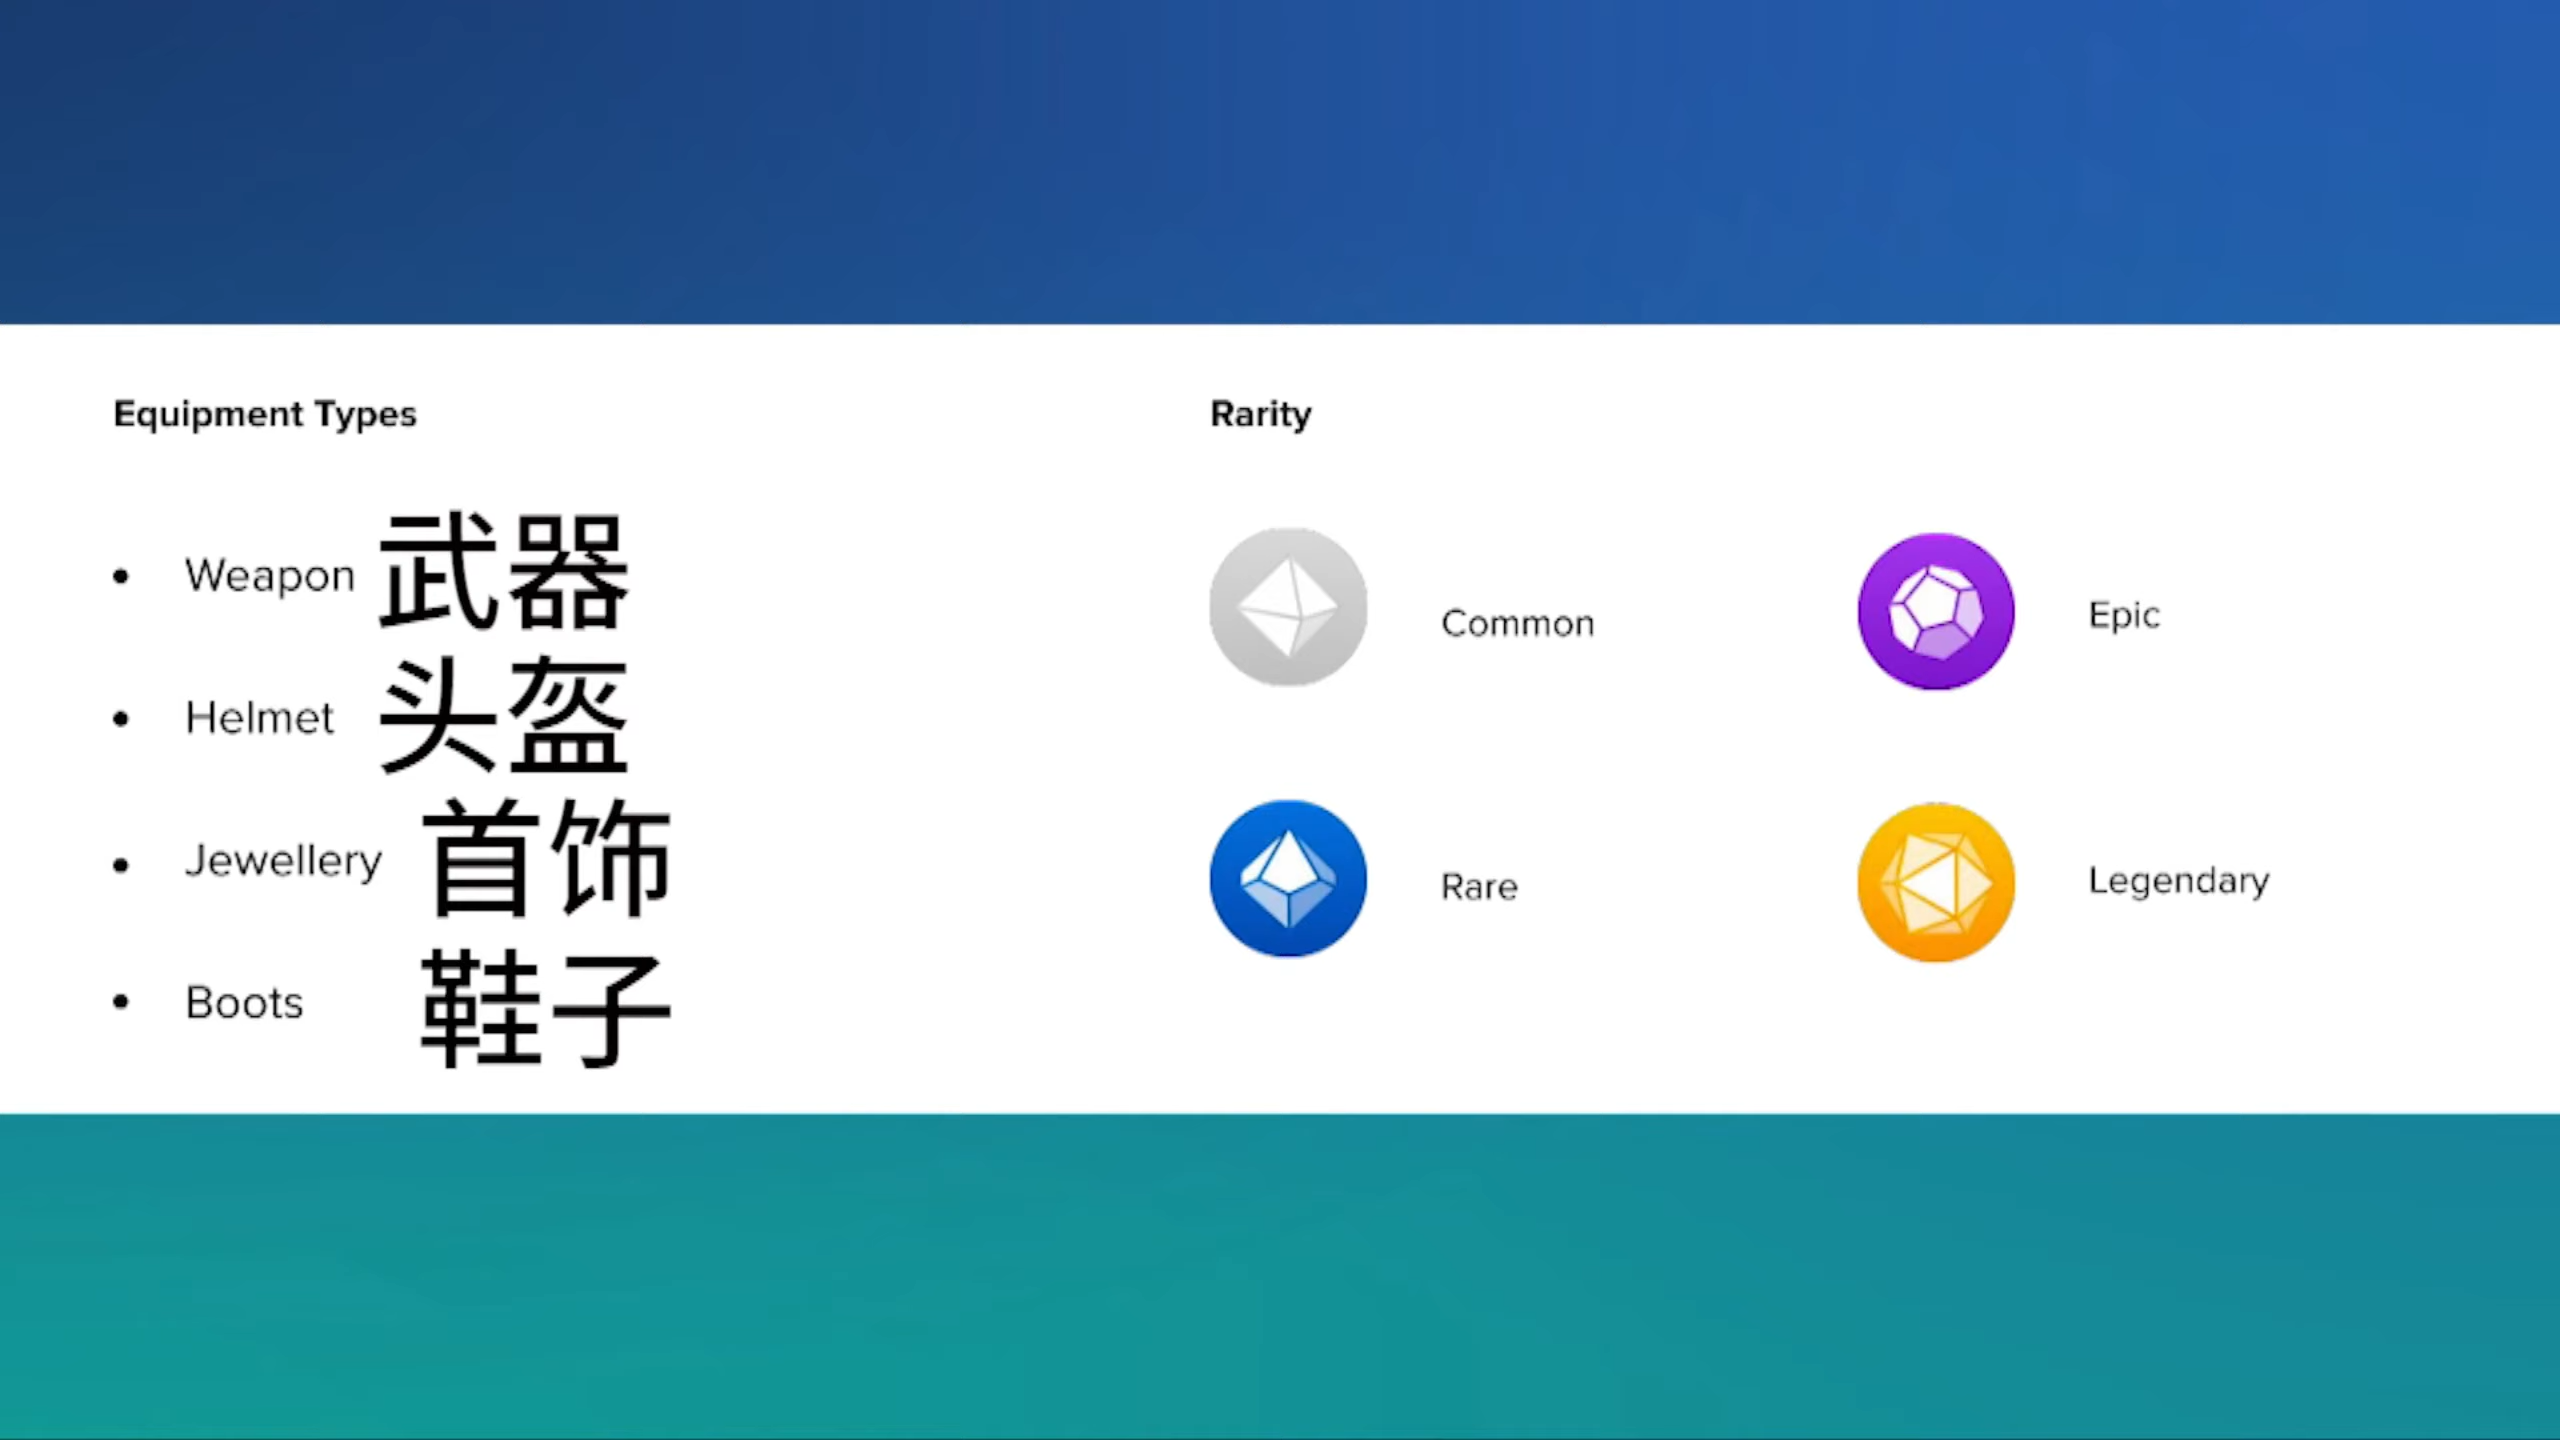 Equipment Types
Weapon 武器
Helmet 头盔
Jewellery 首饰
Boots 鞋子
Rarity
Common
Epic
Rare
Legendary